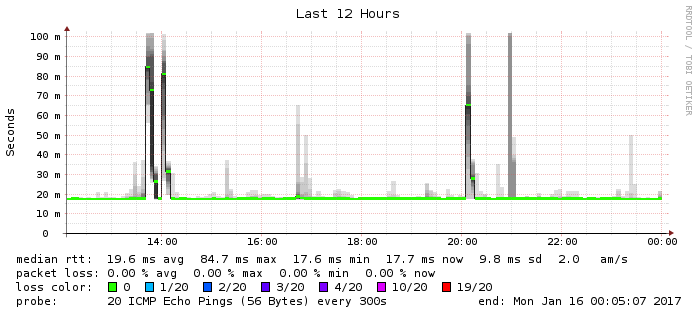 Last 12 Hours
RRDTOOL / TOBI OETIKER
Seconds
100 m
90 m
80 m
70 m
60 m
50 m
40 m
30 m
20 m
10 m
0
14:00 16:00 18:00 20:00 22:00 00:00
median rtt: 19.6 ms avg 84.7 ms max 17.6 ms min 17.7 ms now 9.8 ms sd 2.0 am/s
packet loss: 0.00 % avg 0.00 % max 0.00 % min 0.00 % now
loss color: 0 1/20 2/20 3/20 4/20 10/20 19/20
probe: 20 ICMP Echo Pings (56 Bytes) every 300s end: Mon Jan 16 00:05:07 2017